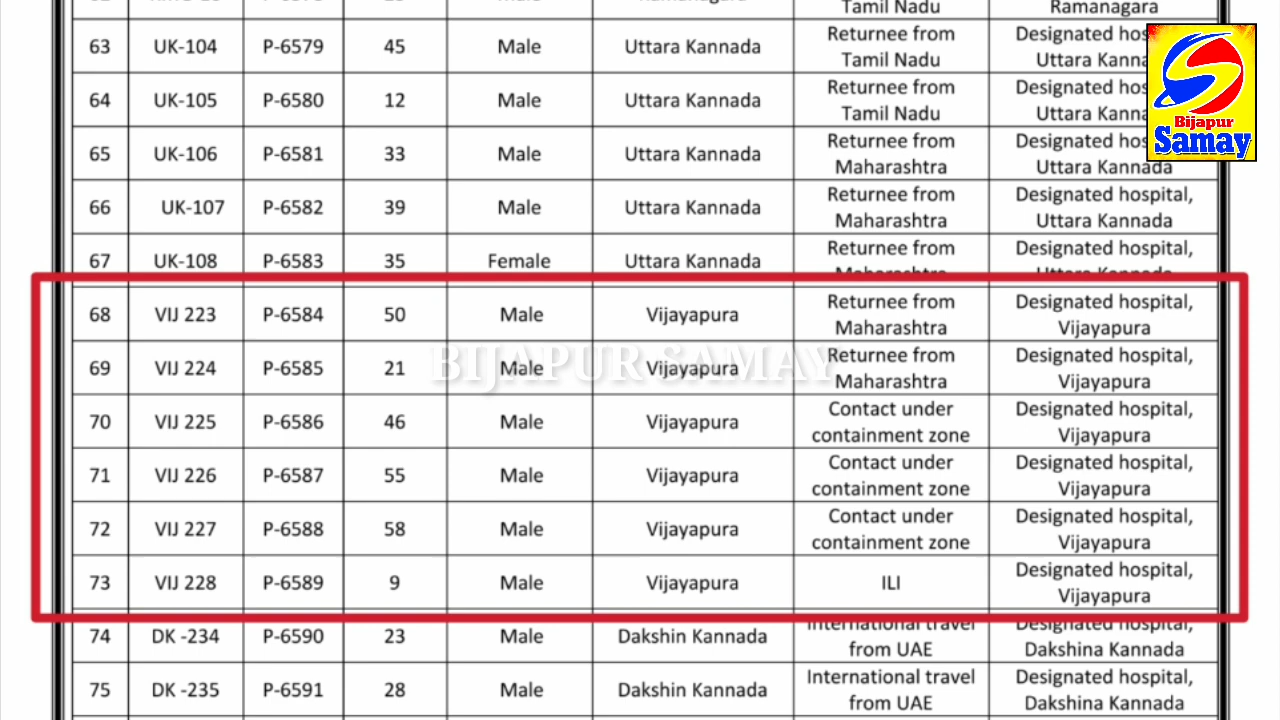 Tamil Nadu Ramanagara
63 UK-104 P-6579 45 Male Uttara Kannada Returnee from Designated
Tamil Nadu Uttara
64 UK-105 P-6580 12 Male Uttara Kannada Returnee from Designated
Tamil Nadu Uttara
65 UK-106 P-6581 33 Male Uttara Kannada Returnee from Designated
Maharashtra Uttara Kannada
66 UK-107 P-6582 39 Male Uttara Kannada Returnee from Designated hospital,
Maharashtra Uttara Kannada
67 UK-108 P-6583 35 Female Uttara Kannada Returnee from Designated hospital,
68 VIJ 223 P-6584 50 Male Vijayapura Returnee from Designated hospital,
Maharashtra Vijayapura
69 VIJ 224 P-6585 21 Male Vijayapura Returnee from Designated hospital,
Maharashtra Vijayapura
70 VIJ 225 P-6586 46 Male Vijayapura Contact under Designated hospital,
containment zone Vijayapura
71 VIJ 226 P-6587 55 Male Vijayapura Contact under Designated hospital,
containment zone Vijayapura
72 VIJ 227 P-6588 58 Male Vijayapura Contact under Designated hospital,
containment zone Vijayapura
73 VIJ 228 P-6589 9 Male Vijayapura ILI Designated hospital,
Vijayapura
74 DK -234 P-6590 23 Male Dakshin Kannada International travel Designated hospital,
from UAE Dakshina Kannada
75 DK -235 P-6591 28 Male Dakshin Kannada International travel Designated hospital,
from UAE Dakshina Kannada
Bijapur
Samay
BIJAPUR SAMAY